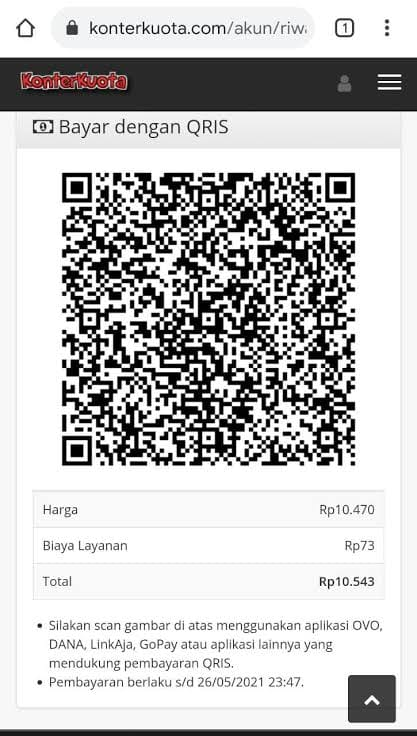 konterkuota.com/akun/riwa
1
KonterKuota
Bayar dengan QRIS
Harga Rp10.470
Biaya Layanan Rp73
Total Rp10.543
Silakan scan gambar di atas menggunakan aplikasi OVO,
DANA, LinkAja, GoPay atau aplikasi lainnya yang
mendukung pembayaran QRIS.
Pembayaran berlaku s/d 26/05/2021 23:47.